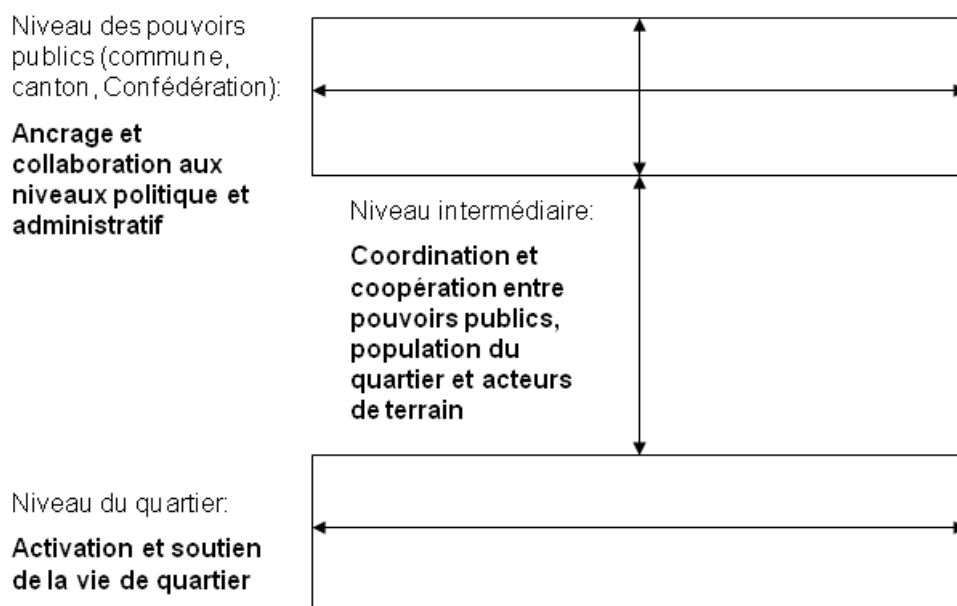 Niveau des pouvoirs
publics (commune,
canton, Confédération):
Ancrage et
collaboration aux
niveaux politique et
administratif
Niveau intermédiaire:
Coordination et
coopération entre
pouvoirs publics,
population du
quartier et acteurs
de terrain
Niveau du quartier:
Activation et soutien
de la vie de quartier